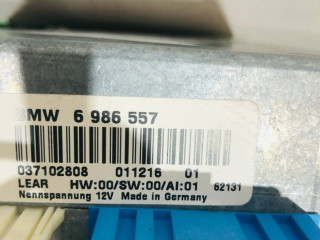 BMW 6 986 557
037102808 011216 01
LEAR HW:00/SW:00/AI:01 62131
Nennspannung 12V Made in Germany